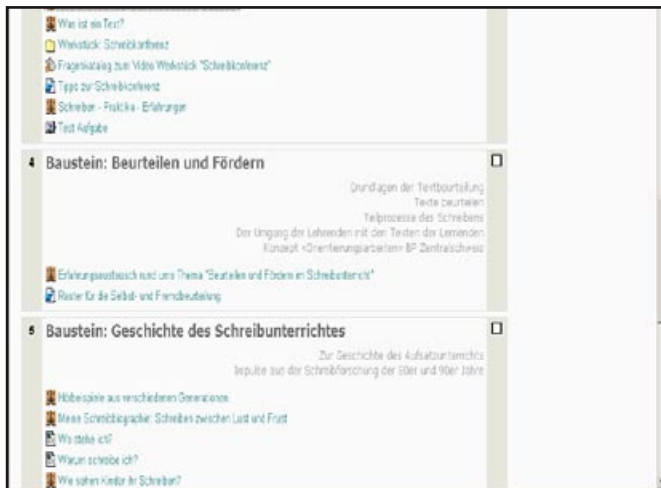 Was ist ein Text?
Werkstück: Schreibkonferenz
Fragenkatalog zum Video Werkstück "Schreibkonferenz"
Tipps zur Schreibkonferenz
Schreiben - Praktika - Erfahrungen
Test Aufgabe
4 Baustein: Beurteilen und Fördern
Grundlagen der Textbeurteilung
Texte beurteilen
Teilprozesse des Schreibens
Der Umgang der Lehrenden mit den Texten der Lernenden
Konzept «Orientierungsarbeiten» BP Zentralschweiz
Erfahrungsaustausch rund ums Thema "Beurteilen und Fördern im Schreibunterricht"
Raster für die Selbst- und Fremdbeurteilung
5 Baustein: Geschichte des Schreibunterrichtes
Zur Geschichte des Aufsatzunterrichts
Impulse aus der Schreibforschung der 80er und 90er Jahre
Hörbeispiele aus verschiedenen Generationen
Meine Schreibbiographie: Schreiben zwischen Lust und Frust
Wo stehe ich?
Warum schreibe ich?
Wie sehen Kinder ihr Schreiben?